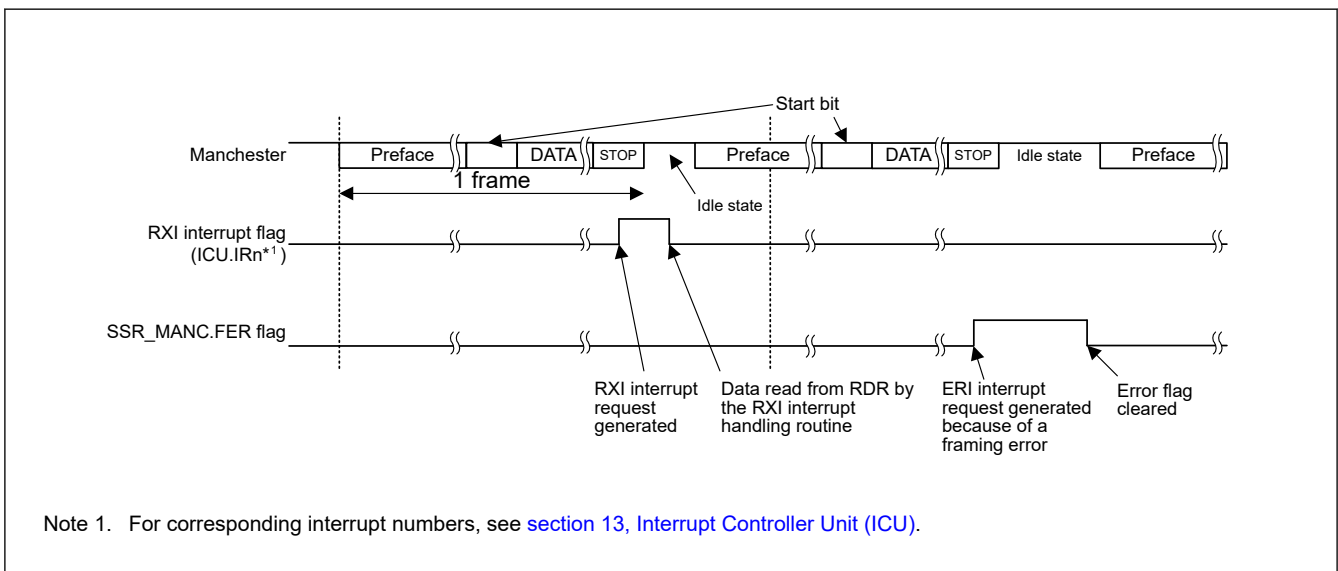 Start bit
Manchester
Preface
DATA
STOP
Preface
DATA
STOP
Idle state
Preface
1 frame
Idle state
RXI interrupt flag
(ICU.IRn*1)
SSR_MANC.FER flag
RXI interrupt
request
generated
Data read from RDR by
the RXI interrupt
handling routine
ERI interrupt
request generated
because of a
framing error
Error flag
cleared
Note 1. For corresponding interrupt numbers, see section 13, Interrupt Controller Unit (ICU).